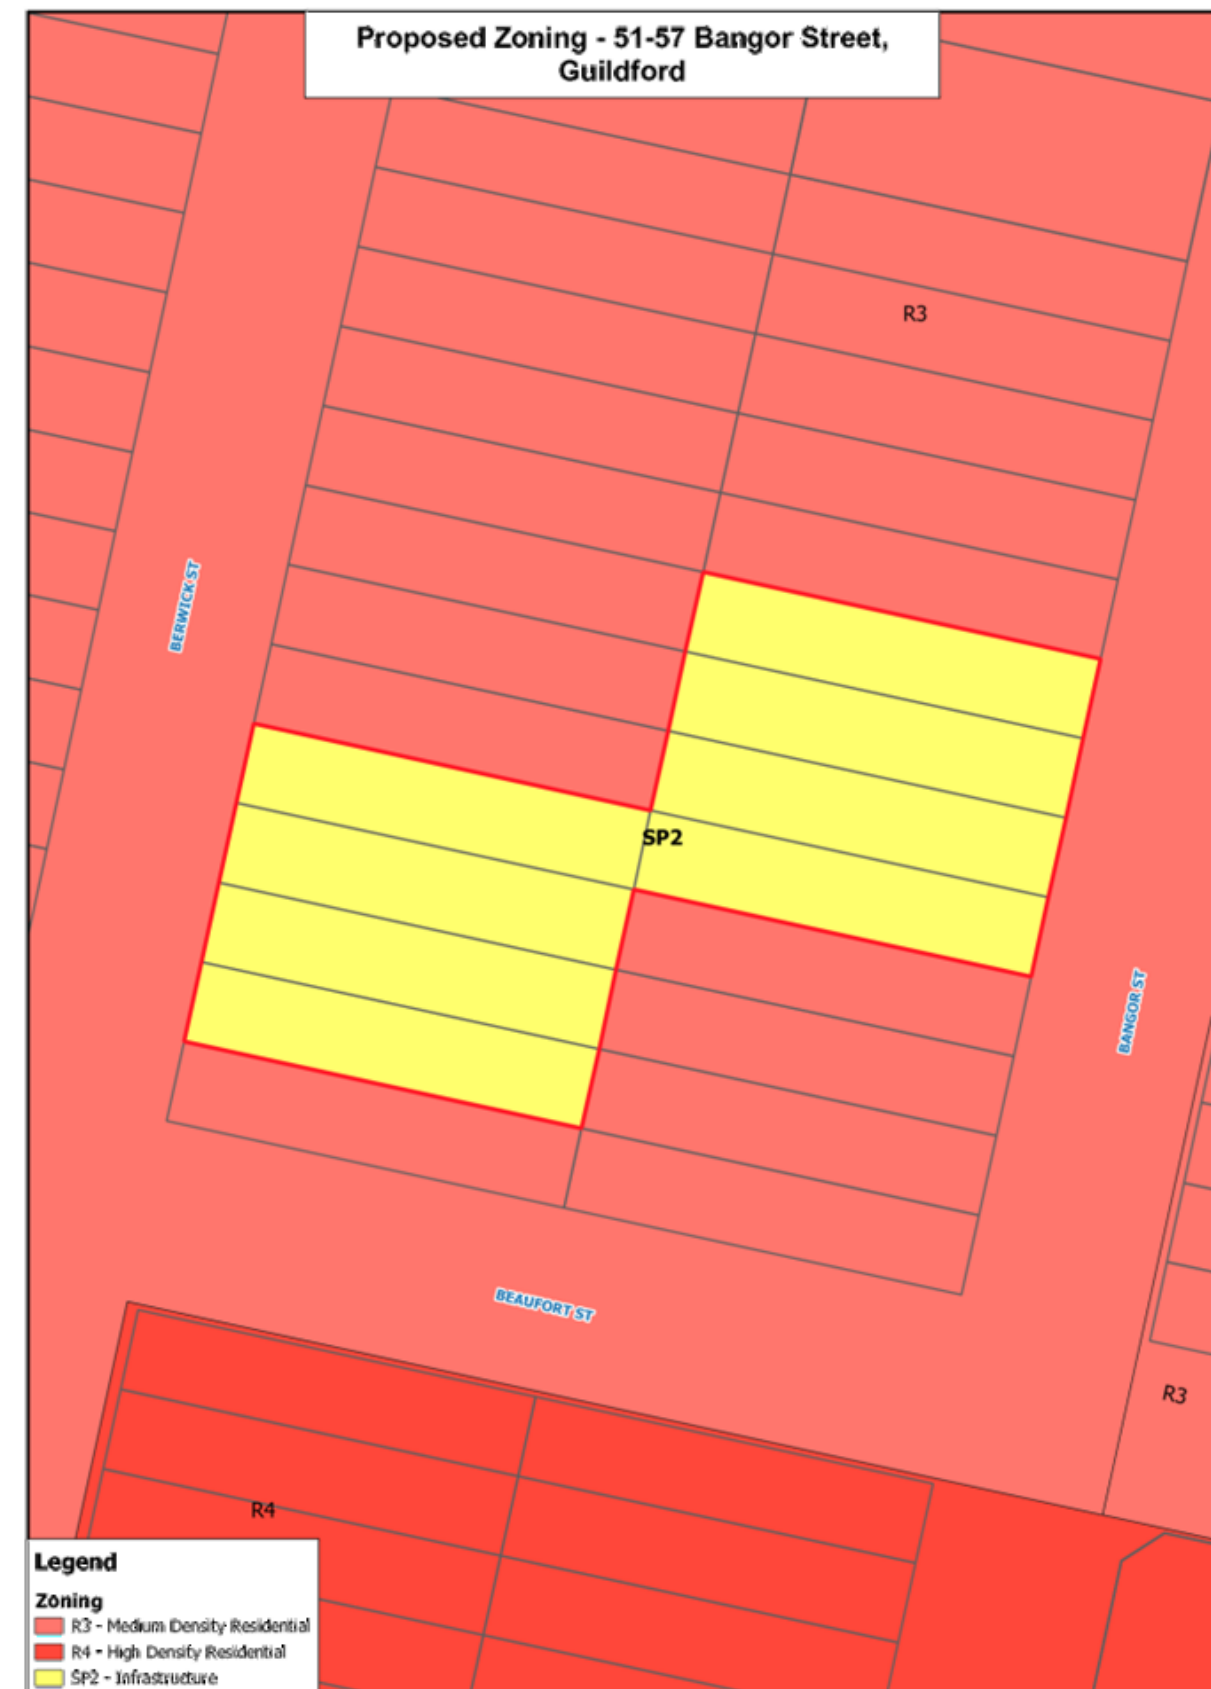 Proposed Zoning - 51-57 Bangor Street,
Guildford
R3
BERWICK ST
SP2
BANGOR ST
BEAUFORT ST
R3
R4
Legend
Zoning
R3 - Medium Density Residential
R4 - High Density Residential
SP2 - Infrastructure